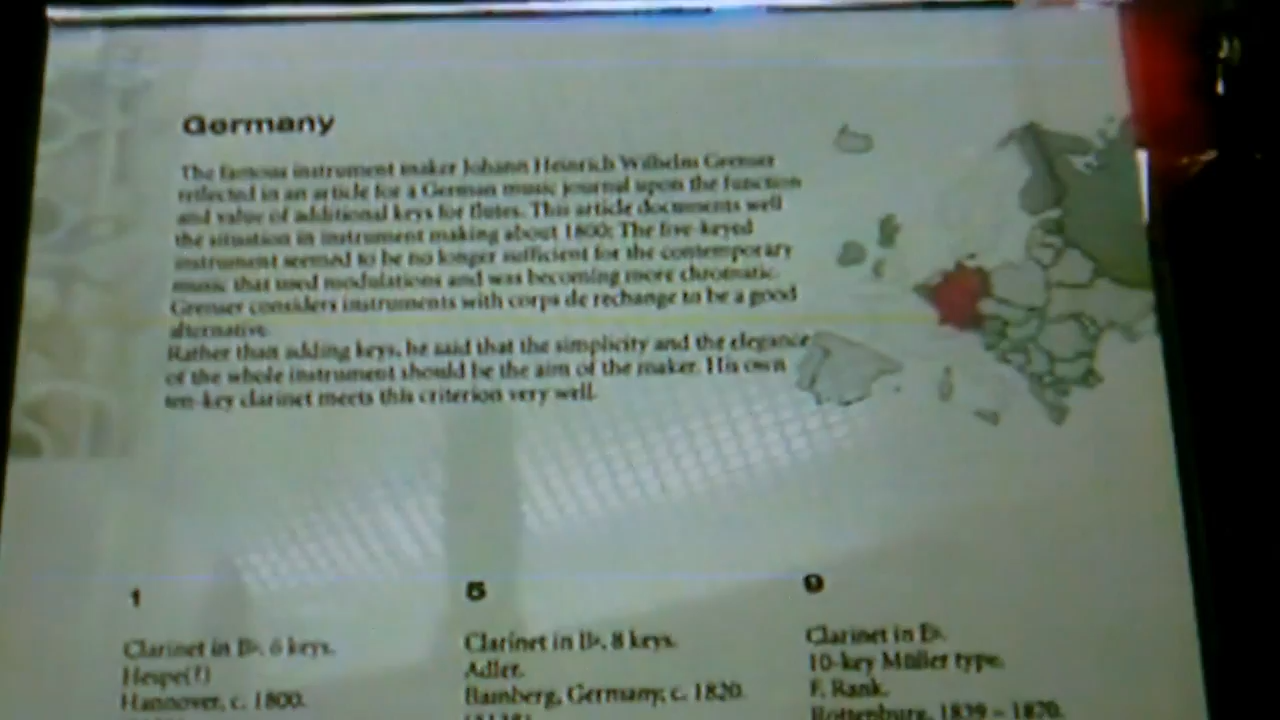 Germany
The famous instrument maker Johann Heinrich Wilhelm Grenser
reflected in an article for a German music journal upon the function
and value of additional keys for flutes. This article documents well
the situation in instrument making about 1800: The five-keyed
instrument seemed to be no longer sufficient for the contemporary
music that used modulations and was becoming more chromatic.
Grenser considers instruments with corps de rechange to be a good
alternative.
Rather than adding keys, he said that the simplicity and the elegance
of the whole instrument should be the aim of the maker. His own
ten-key clarinet meets this criterion very well.
1
Clarinet in B♭, 6 keys.
Hespe(?)
Hannover, c. 1800.
5
Clarinet in B♭, 8 keys.
Adler.
Bamberg, Germany, c. 1820.
9
Clarinet in E♭.
10-key Müller type.
F. Rank.
Rottenburg, 1839 – 1870.